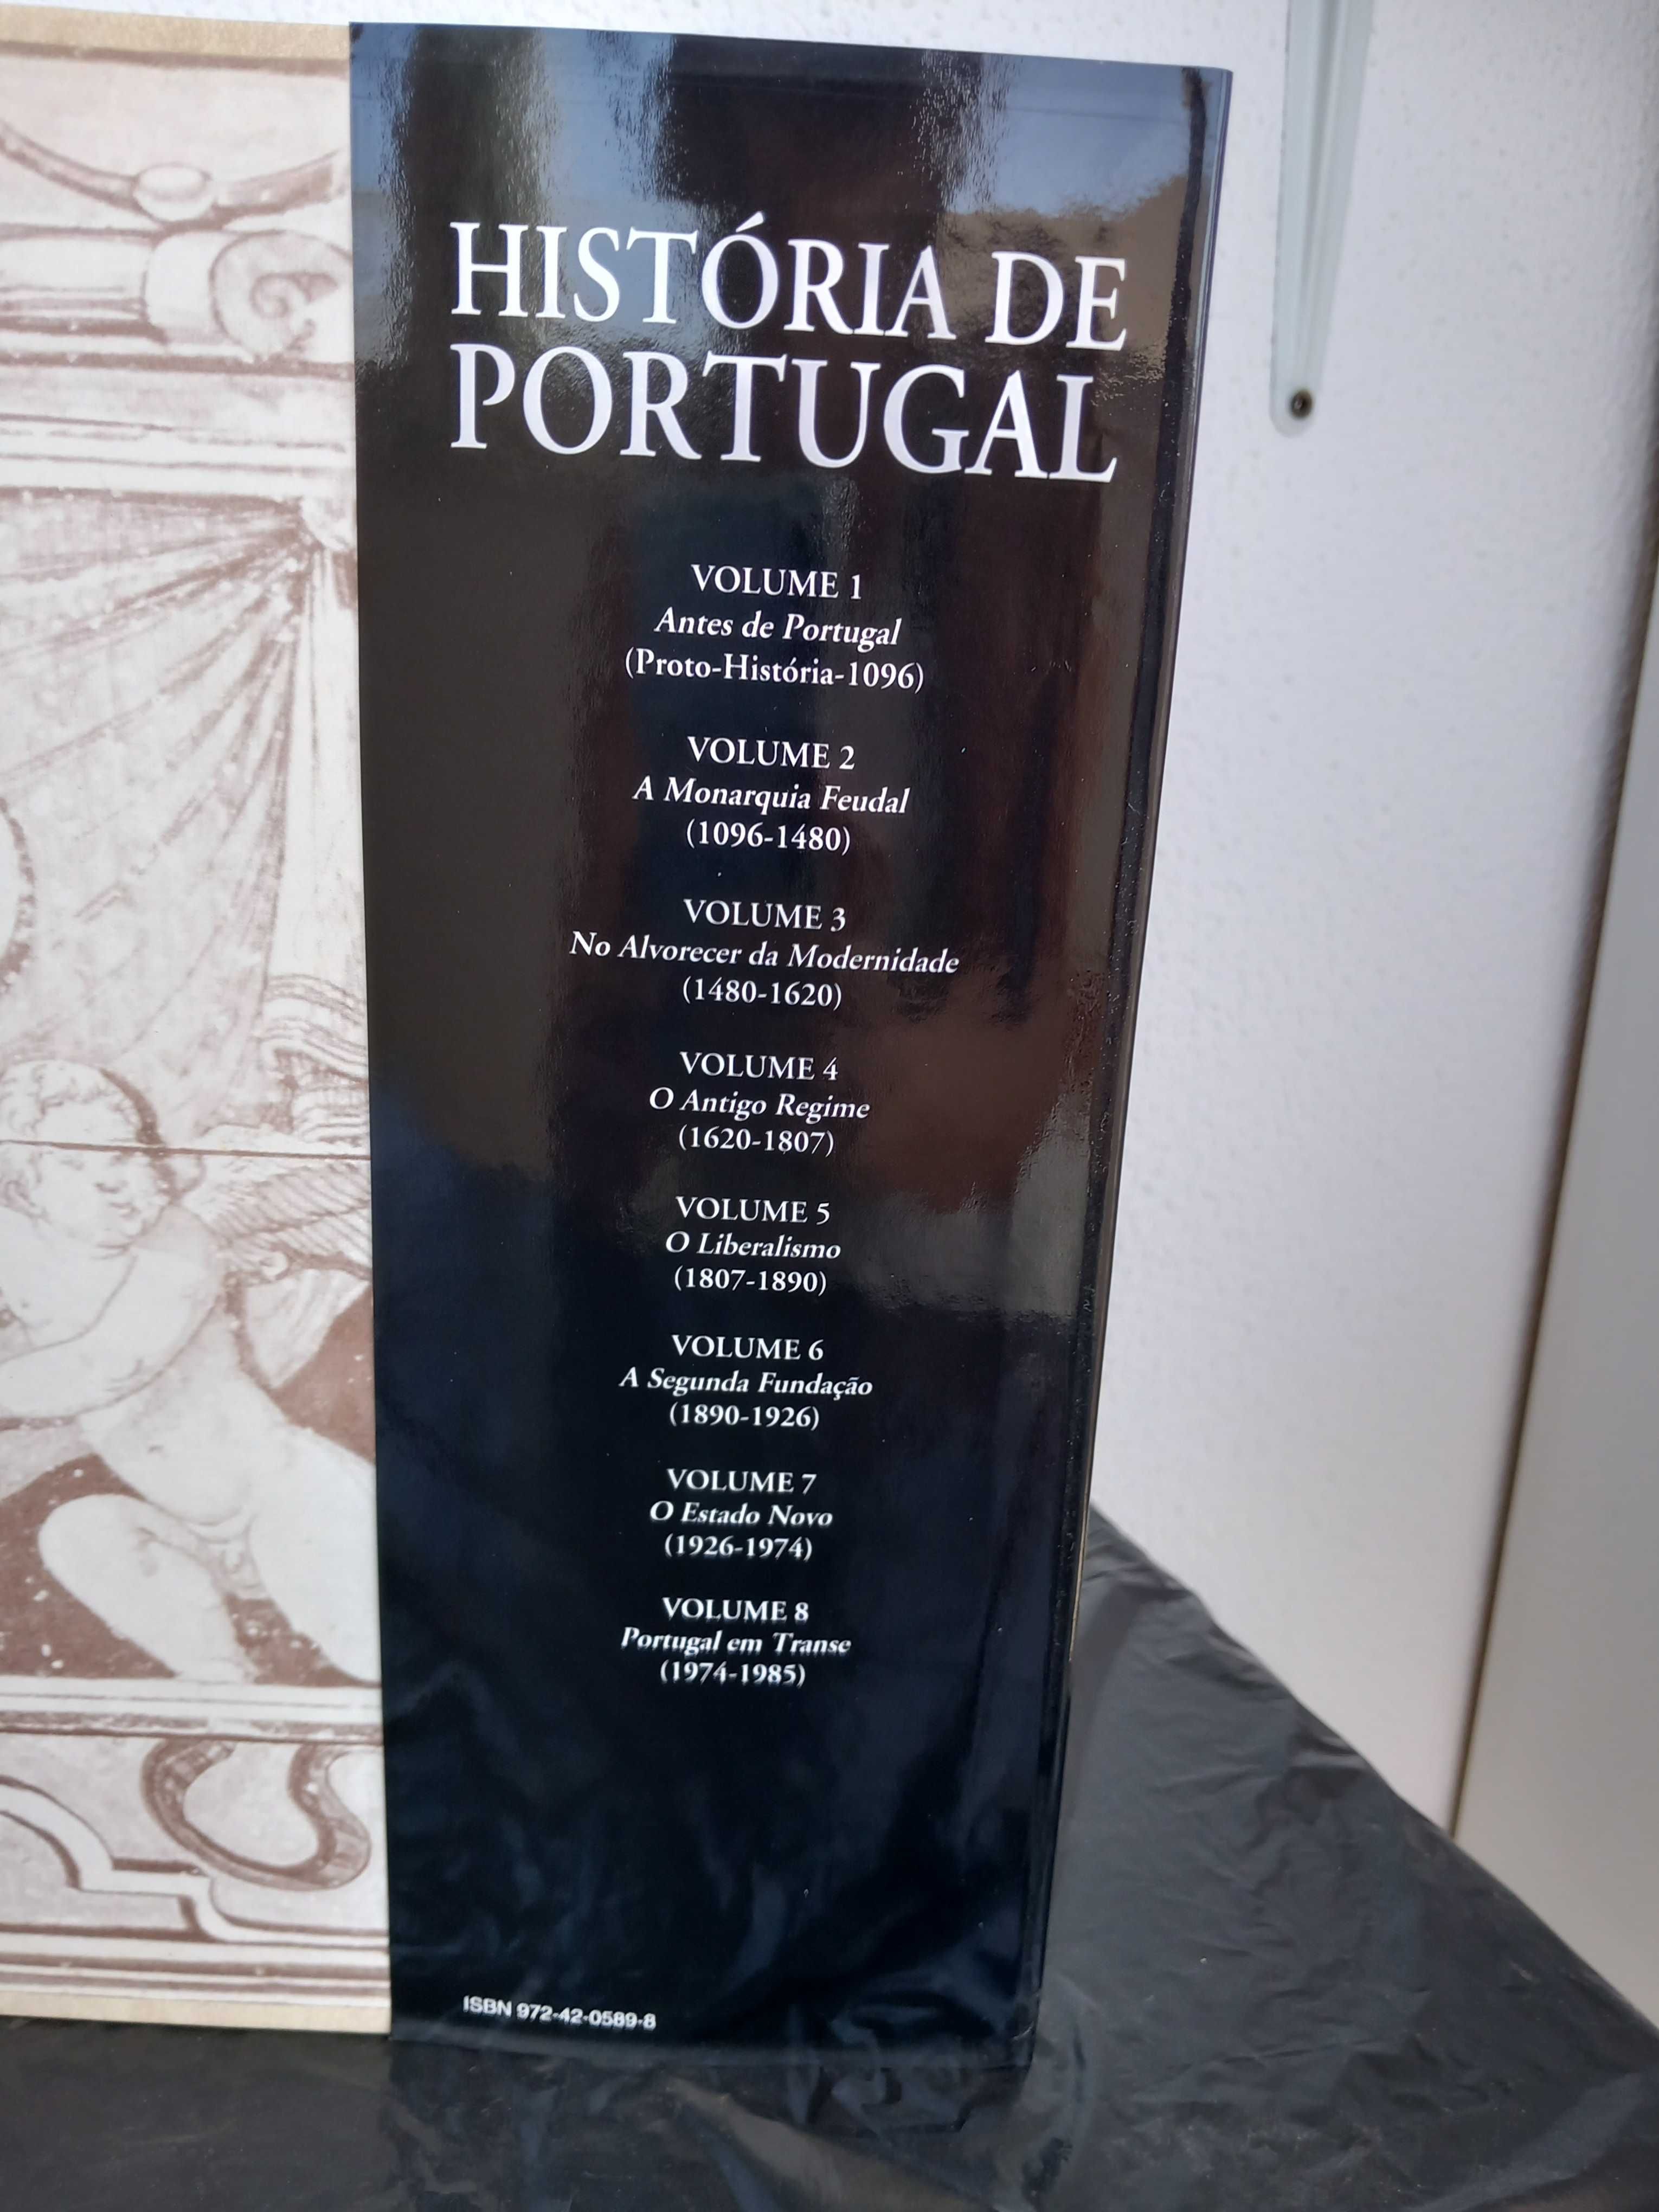 HISTÓRIA DE
PORTUGAL
VOLUME 1
Antes de Portugal
(Proto-História-1096)
VOLUME 2
A Monarquia Feudal
(1096-1480)
VOLUME 3
No Alvorecer da Modernidade
(1480-1620)
VOLUME 4
O Antigo Regime
(1620-1807)
VOLUME 5
O Liberalismo
(1807-1890)
VOLUME 6
A Segunda Fundação
(1890-1926)
VOLUME 7
O Estado Novo
(1926-1974)
VOLUME 8
Portugal em Transe
(1974-1985)
ISBN 972-42-0589-8